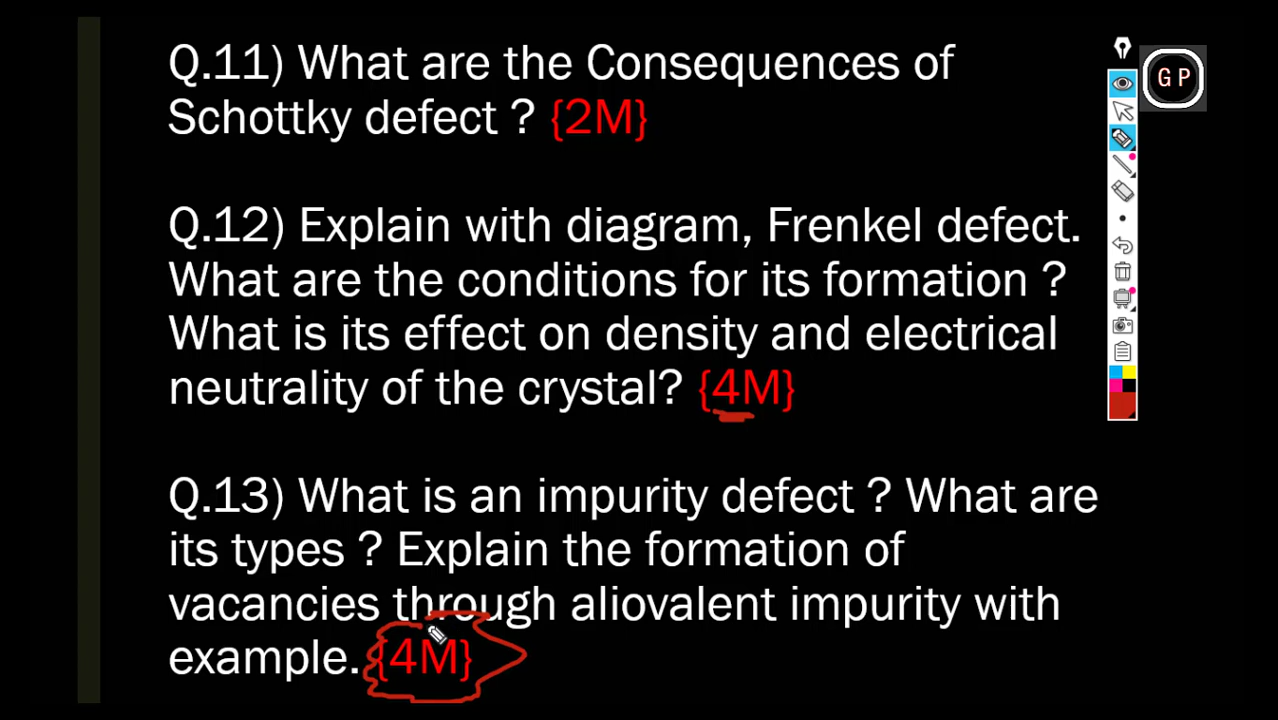 Q.11) What are the Consequences of
Schottky defect ? {2M}
Q.12) Explain with diagram, Frenkel defect.
What are the conditions for its formation ?
What is its effect on density and electrical
neutrality of the crystal? {4M}
Q.13) What is an impurity defect ? What are
its types ? Explain the formation of
vacancies through aliovalent impurity with
example. {4M}
GP